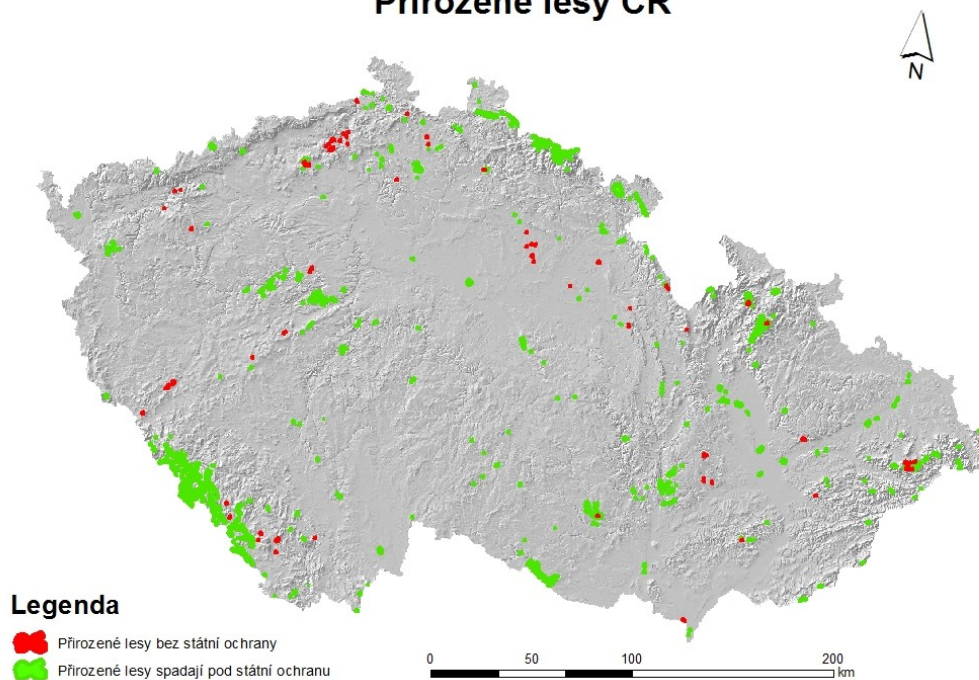 Přirozené lesy ČR
N
Legenda
Přirozené lesy bez státní ochrany
Přirozené lesy spadají pod státní ochranu
0 50 100 200
km